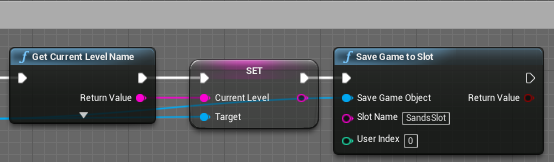 Get Current Level Name
Return Value
SET
Current Level
Target
Save Game to Slot
Save Game Object
Return Value
Slot Name SandsSlot
User Index 0